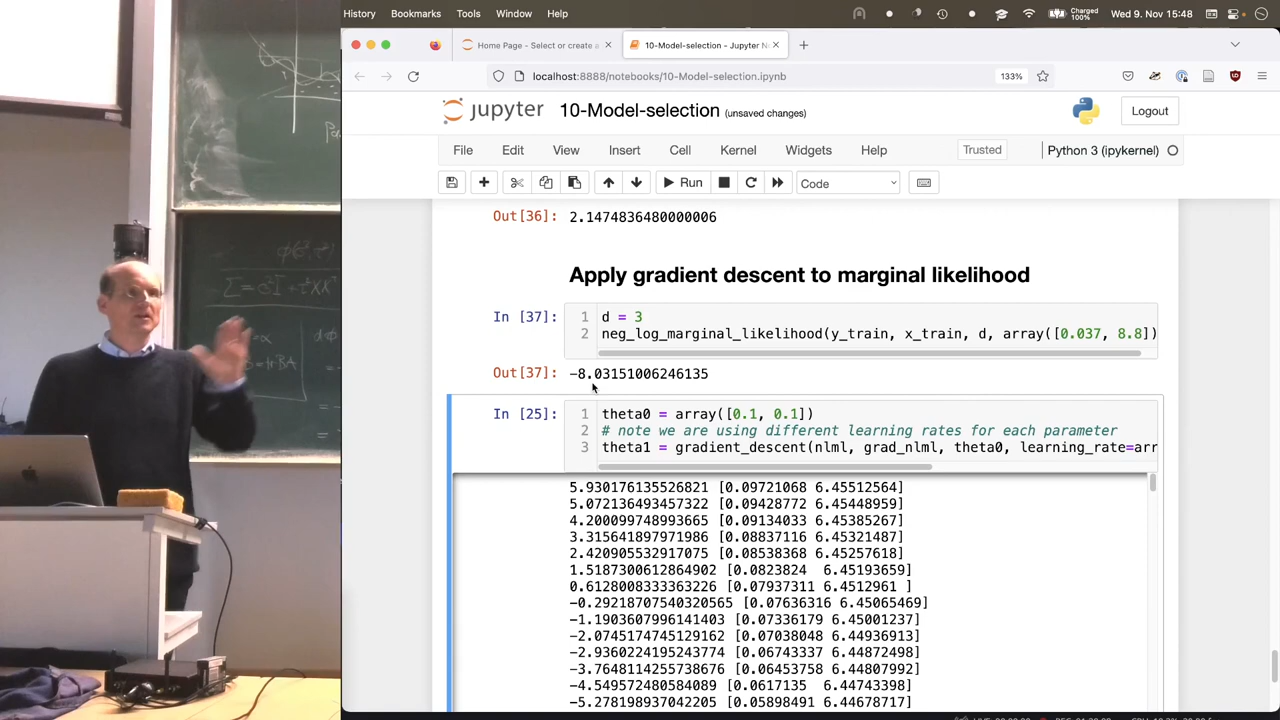 History Bookmarks Tools Window Help
Charged
100%
Wed 9. Nov 15:48
Home Page - Select or create a
10-Model-selection - Jupyter N
localhost:8888/notebooks/10-Model-selection.ipynb
133%
jupyter 10-Model-selection (unsaved changes)
Logout
File Edit View Insert Cell Kernel Widgets Help
Trusted
Python 3 (ipykernel)
Run
Code
Out[36]: 2.1474836480000006
Apply gradient descent to marginal likelihood
In [37]:
1 d = 3
2 neg_log_marginal_likelihood(y_train, x_train, d, array([0.037, 8.8])
Out[37]: -8.03151006246135
In [25]:
1 theta0 = array([0.1, 0.1])
2 # note we are using different learning rates for each parameter
3 theta1 = gradient_descent(nlml, grad_nlml, theta0, learning_rate=arr
5.930176135526821 [0.09721068 6.45512564]
5.072136493457322 [0.09428772 6.45448959]
4.200099748993665 [0.09134033 6.45385267]
3.315641897971986 [0.08837116 6.45321487]
2.420905532917075 [0.08538368 6.45257618]
1.5187300612864902 [0.0823824  6.45193659]
0.6128008333363226 [0.07937311 6.4512961 ]
-0.29218707540320565 [0.07636316 6.45065469]
-1.1903607996141403 [0.07336179 6.45001237]
-2.0745174745129162 [0.07038048 6.44936913]
-2.9360224195243774 [0.06743337 6.44872498]
-3.7648114255738676 [0.06453758 6.44807992]
-4.549572480584089 [0.0617135  6.44743398]
-5.278198937042205 [0.05898491 6.44678717]